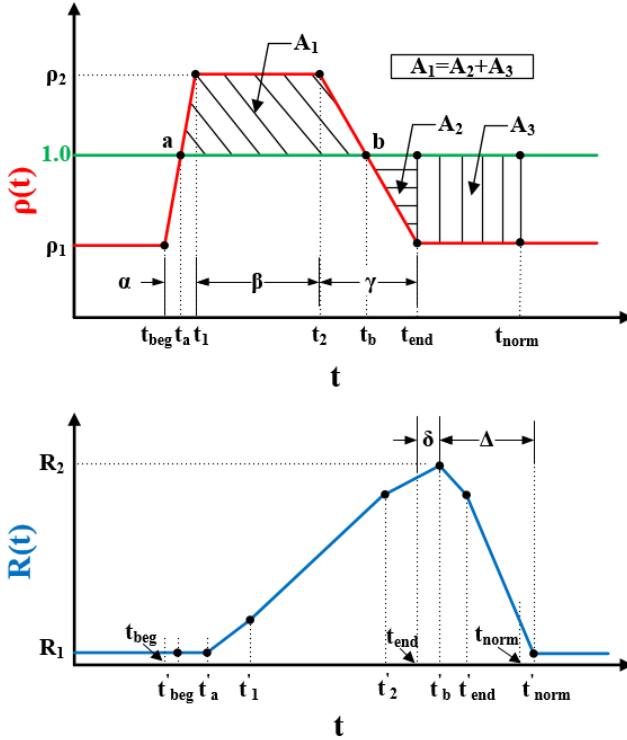 A₁
A₁=A₂+A₃
ρ₂
a
b
A₂
A₃
1.0
ρ(t)
ρ₁
α
β
γ
t_beg t_a t₁ t₂ t_b t_end t_norm
t
R₂
δ
Δ
R(t)
t_beg
t_end
t_norm
R₁
t'_beg t'_a t'₁ t'₂ t'_b t'_end t'_norm
t